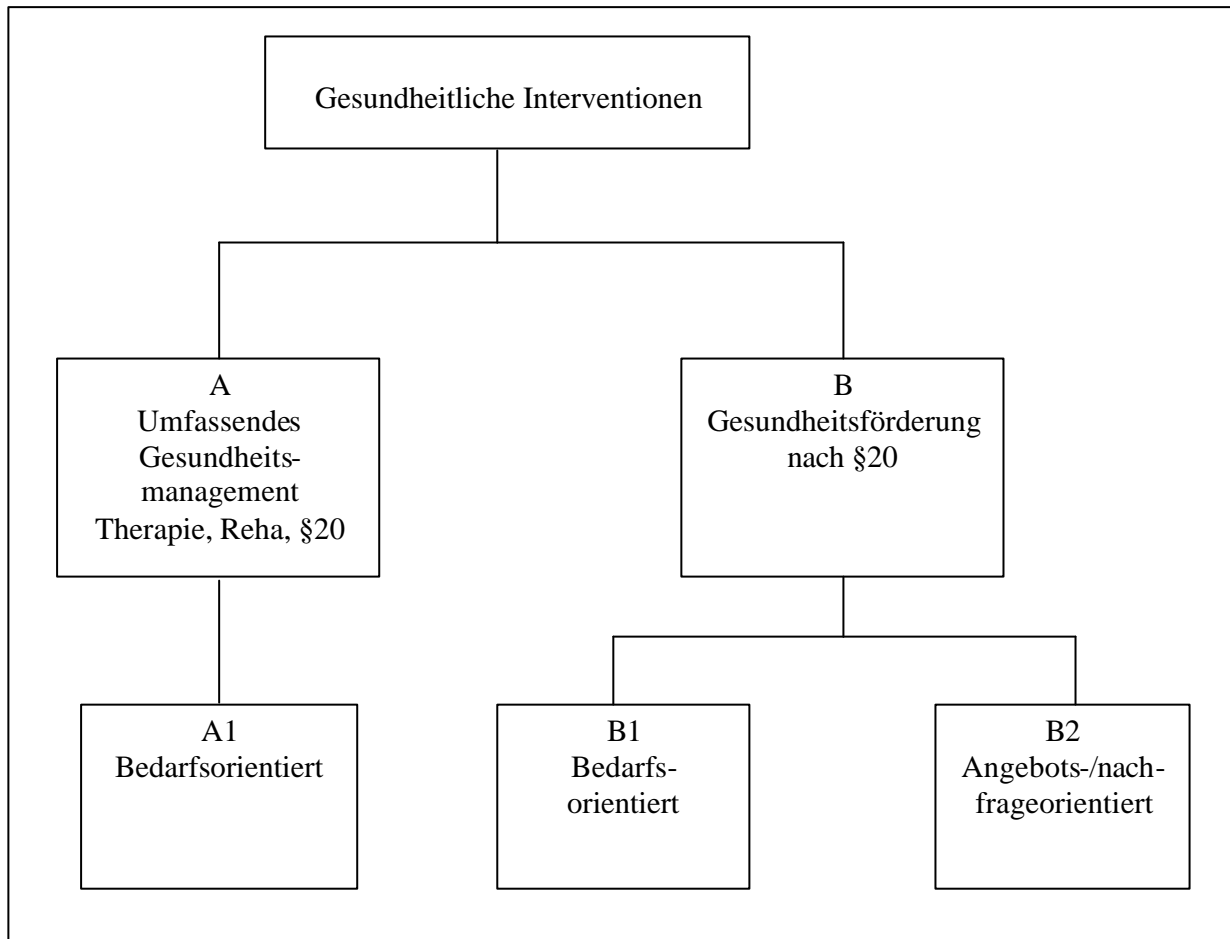 Gesundheitliche Interventionen
A
Umfassendes
Gesundheits-
management
Therapie, Reha, §20
B
Gesundheitsförderung
nach §20
A1
Bedarfsorientiert
B1
Bedarfs-
orientiert
B2
Angebots-/nach-
frageorientiert